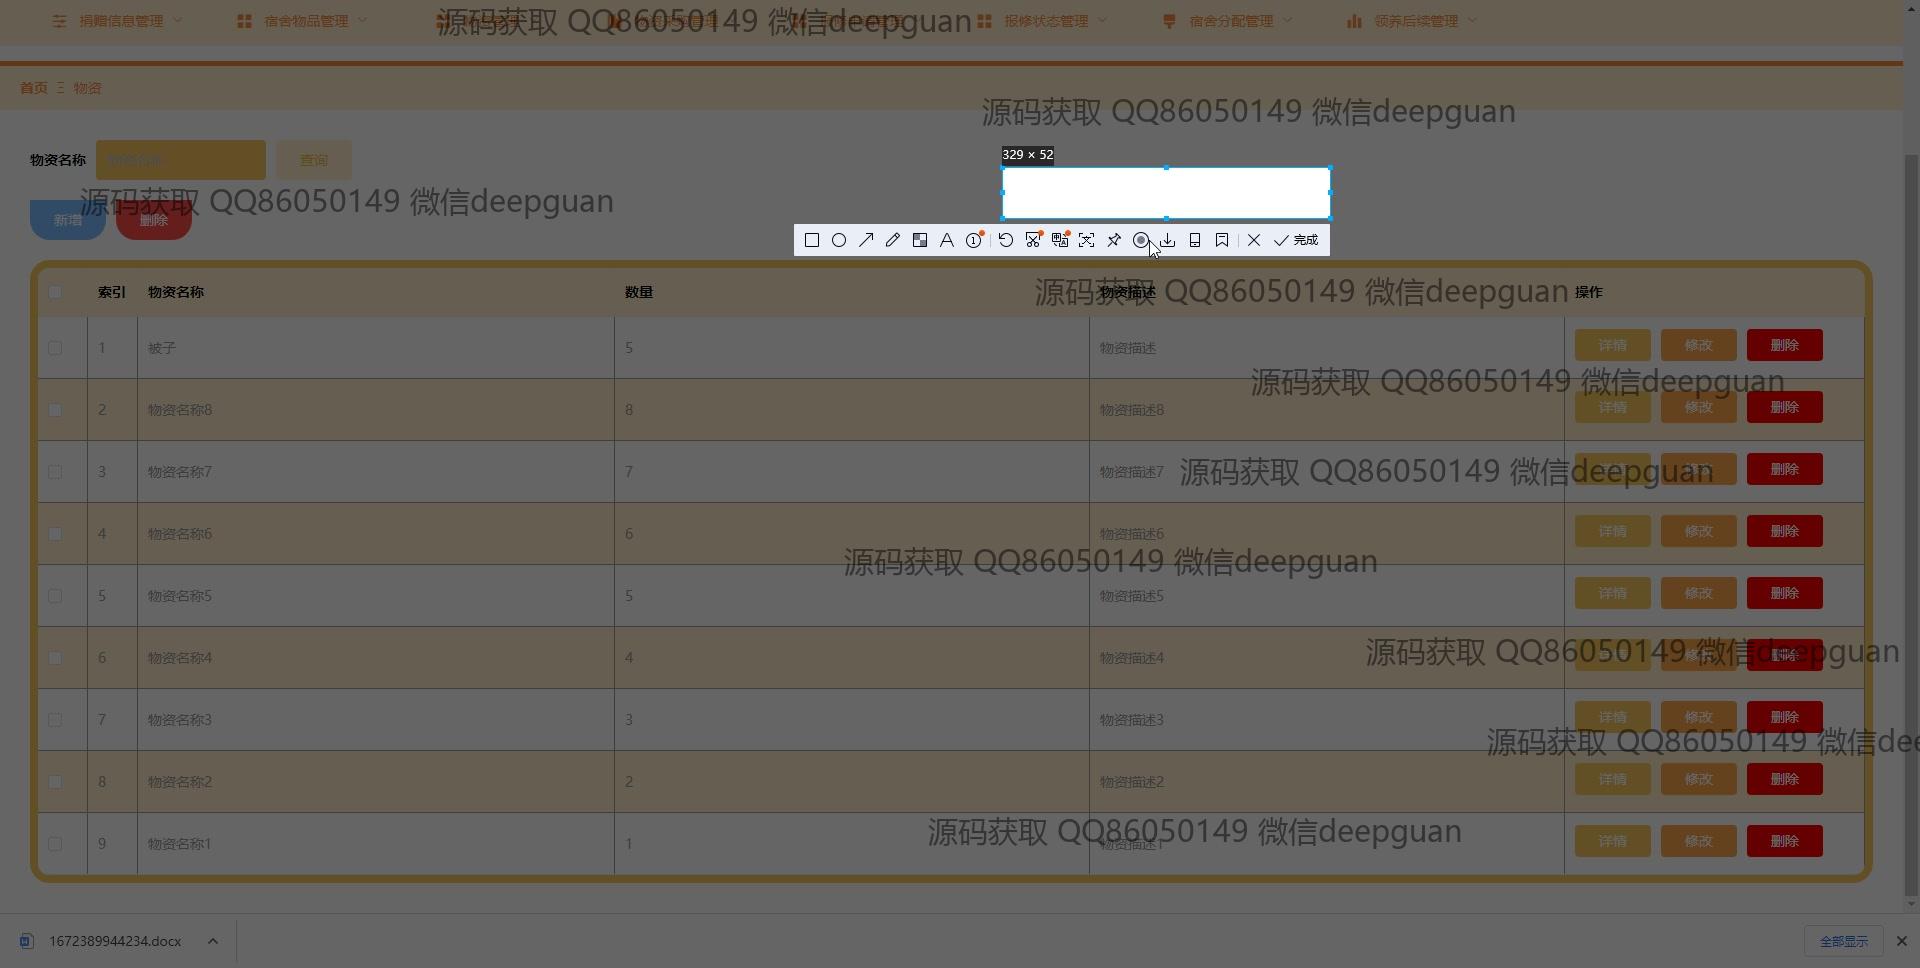 捐赠信息管理 宿舍物品管理 报修状态管理 宿舍分配管理 领养后续管理
源码获取 QQ86050149 微信deepguan
首页 物资
源码获取 QQ86050149 微信deepguan
物资名称 物资名称 查询
329 × 52
源码获取 QQ86050149 微信deepguan
新增 删除
完成
索引 物资名称 数量 物资描述 操作
源码获取 QQ86050149 微信deepguan
1 被子 5 物资描述 详情 修改 删除
源码获取 QQ86050149 微信deepguan
2 物资名称8 8 物资描述8 详情 修改 删除
3 物资名称7 7 物资描述7 删除
源码获取 QQ86050149 微信deepguan
4 物资名称6 6 物资描述6 详情 修改 删除
源码获取 QQ86050149 微信deepguan
5 物资名称5 5 物资描述5 详情 修改 删除
6 物资名称4 4 物资描述4 删除
源码获取 QQ86050149 微信deepguan
7 物资名称3 3 物资描述3 详情 修改 删除
源码获取 QQ86050149 微信dee
8 物资名称2 2 物资描述2 详情 修改 删除
9 物资名称1 1 物资描述1 详情 修改 删除
源码获取 QQ86050149 微信deepguan
1672389944234.docx 全部显示